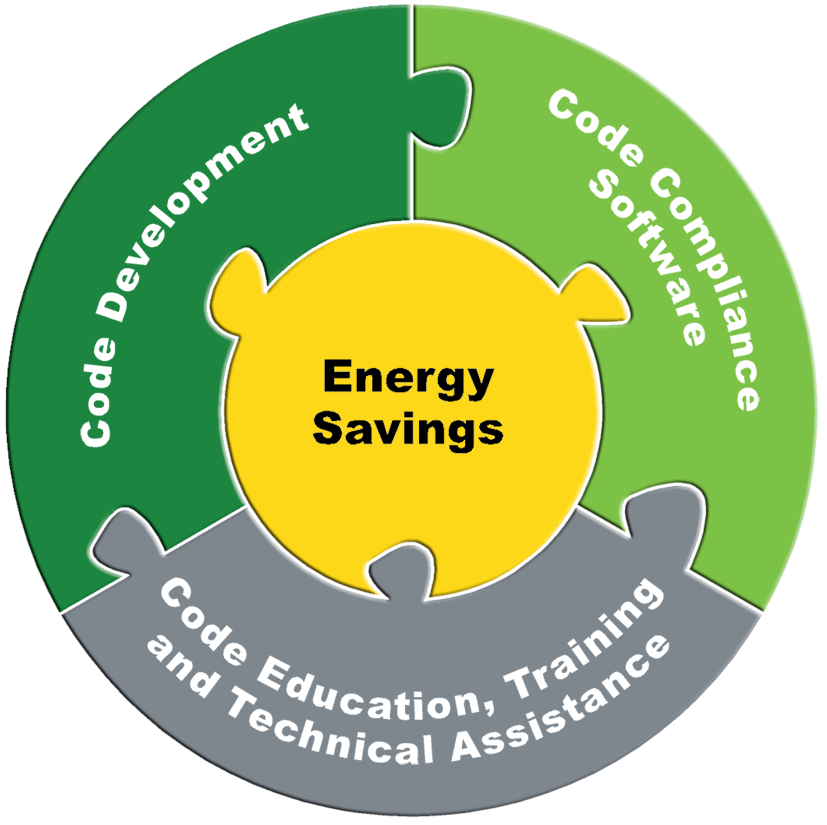 Code Development
Code Compliance
Software
Energy
Savings
Code Education, Training
and Technical Assistance